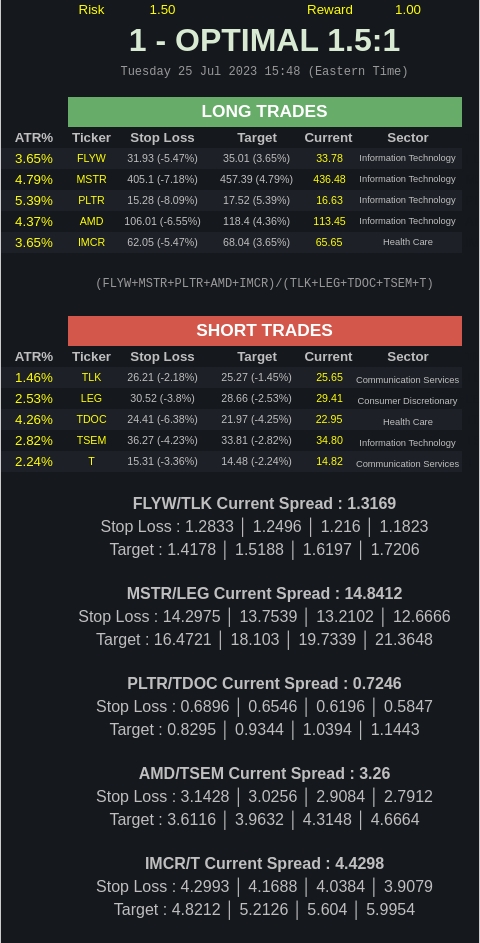 Risk 1.50 Reward 1.00
1 - OPTIMAL 1.5:1
Tuesday 25 Jul 2023 15:48 (Eastern Time)
LONG TRADES
ATR% Ticker Stop Loss Target Current Sector
3.65% FLYW 31.93 (-5.47%) 35.01 (3.65%) 33.78 Information Technology
4.79% MSTR 405.1 (-7.18%) 457.39 (4.79%) 436.48 Information Technology
5.39% PLTR 15.28 (-8.09%) 17.52 (5.39%) 16.63 Information Technology
4.37% AMD 106.01 (-6.55%) 118.4 (4.36%) 113.45 Information Technology
3.65% IMCR 62.05 (-5.47%) 68.04 (3.65%) 65.65 Health Care
(FLYW+MSTR+PLTR+AMD+IMCR)/(TLK+LEG+TDOC+TSEM+T)
SHORT TRADES
ATR% Ticker Stop Loss Target Current Sector
1.46% TLK 26.21 (-2.18%) 25.27 (-1.45%) 25.65 Communication Services
2.53% LEG 30.52 (-3.8%) 28.66 (-2.53%) 29.41 Consumer Discretionary
4.26% TDOC 24.41 (-6.38%) 21.97 (-4.25%) 22.95 Health Care
2.82% TSEM 36.27 (-4.23%) 33.81 (-2.82%) 34.80 Information Technology
2.24% T 15.31 (-3.36%) 14.48 (-2.24%) 14.82 Communication Services
FLYW/TLK Current Spread : 1.3169
Stop Loss : 1.2833 │ 1.2496 │ 1.216 │ 1.1823
Target : 1.4178 │ 1.5188 │ 1.6197 │ 1.7206
MSTR/LEG Current Spread : 14.8412
Stop Loss : 14.2975 │ 13.7539 │ 13.2102 │ 12.6666
Target : 16.4721 │ 18.103 │ 19.7339 │ 21.3648
PLTR/TDOC Current Spread : 0.7246
Stop Loss : 0.6896 │ 0.6546 │ 0.6196 │ 0.5847
Target : 0.8295 │ 0.9344 │ 1.0394 │ 1.1443
AMD/TSEM Current Spread : 3.26
Stop Loss : 3.1428 │ 3.0256 │ 2.9084 │ 2.7912
Target : 3.6116 │ 3.9632 │ 4.3148 │ 4.6664
IMCR/T Current Spread : 4.4298
Stop Loss : 4.2993 │ 4.1688 │ 4.0384 │ 3.9079
Target : 4.8212 │ 5.2126 │ 5.604 │ 5.9954